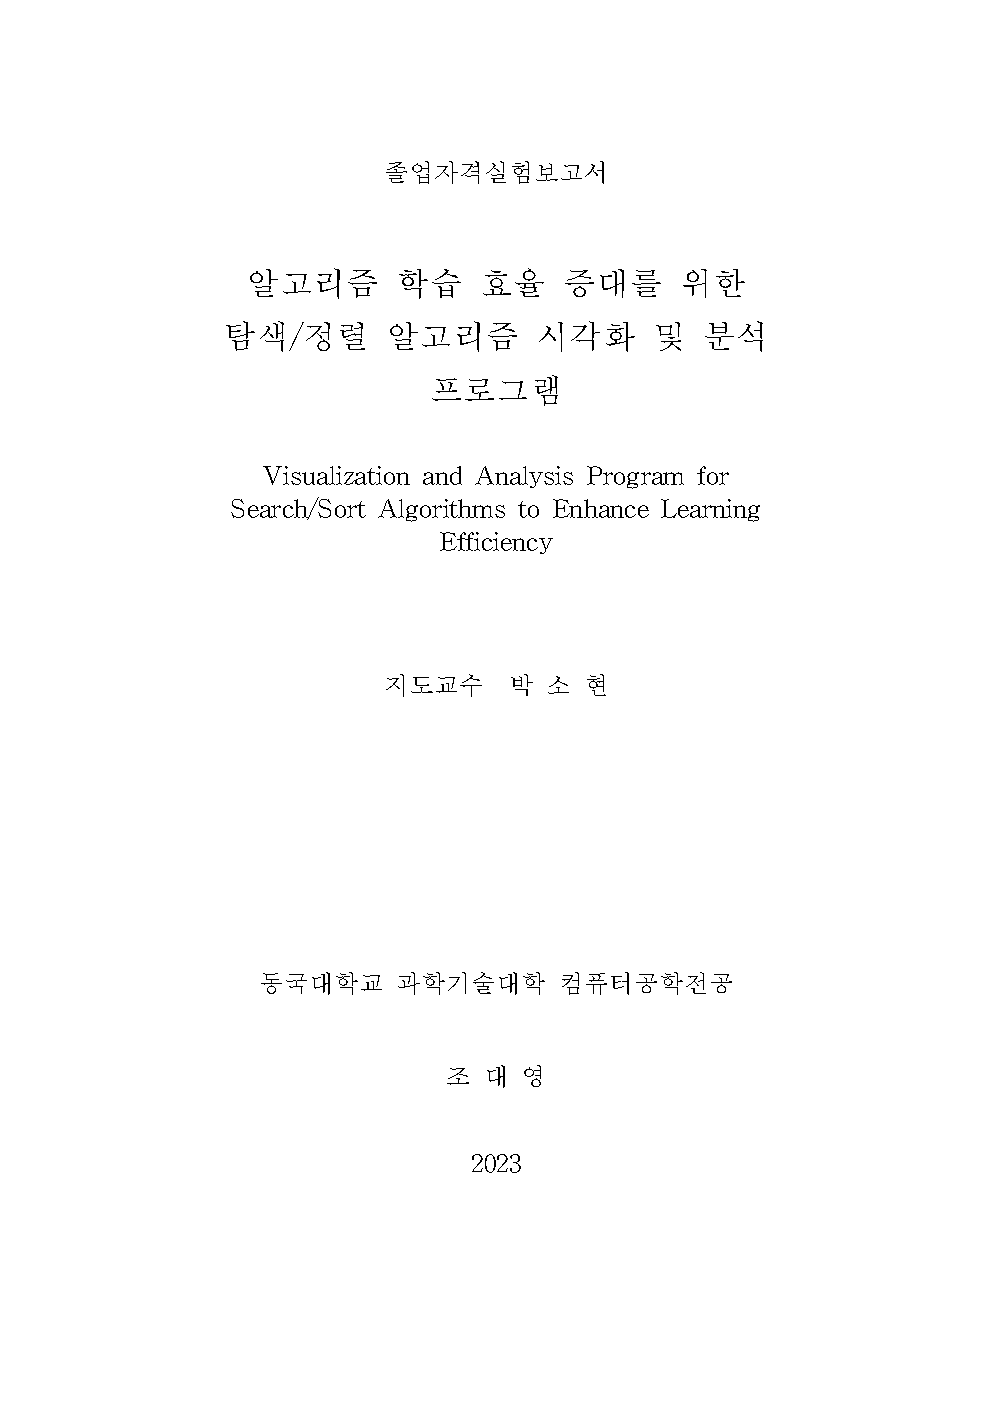 졸업자격실험보고서
알고리즘 학습 효율 증대를 위한
탐색/정렬 알고리즘 시각화 및 분석
프로그램
Visualization and Analysis Program for
Search/Sort Algorithms to Enhance Learning
Efficiency
지도교수 박 소 현
동국대학교 과학기술대학 컴퓨터공학전공
조 대 영
2023